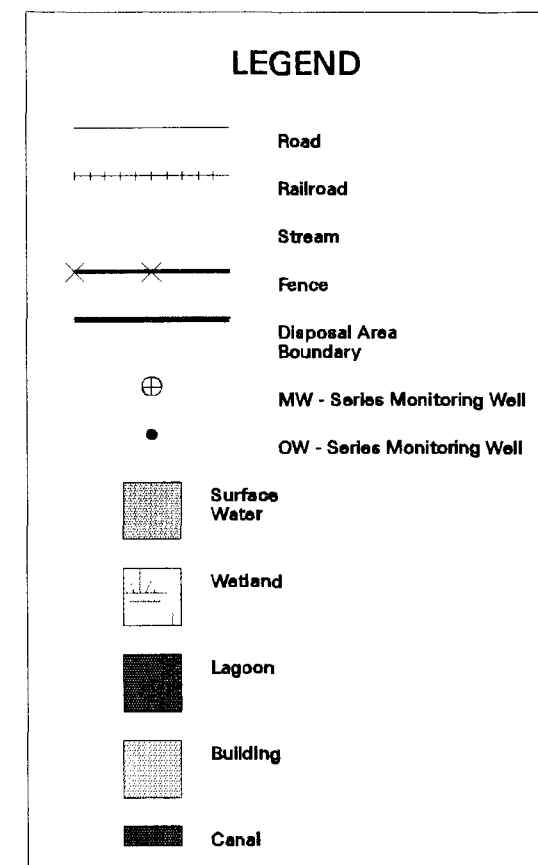 LEGEND
Road
Railroad
Stream
Fence
Disposal Area
Boundary
MW - Series Monitoring Well
OW - Series Monitoring Well
Surface
Water
Wetland
Lagoon
Building
Canal